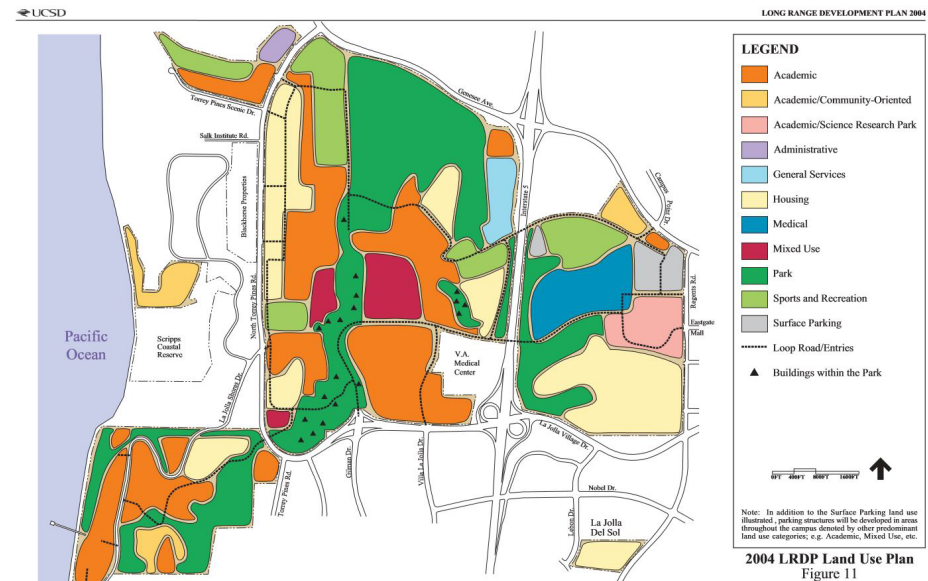 UCSD
LONG RANGE DEVELOPMENT PLAN 2004
Genesee Ave.
Torrey Pines Scenic Dr.
Salk Institute Rd.
Blackhorse Properties
North Torrey Pines Rd.
Interstate 5
Campus
Point Dr.
Regents Rd.
Eastgate
Mall
Pacific
Ocean
Scripps
Coastal
Reserve
La Jolla Shores Dr.
V.A.
Medical
Center
La Jolla Village Dr.
Torrey Pines Rd.
Gilman Dr.
Villa La Jolla Dr.
Nobel Dr.
Lebon Dr.
La Jolla
Del Sol
LEGEND
Academic
Academic/Community-Oriented
Academic/Science Research Park
Administrative
General Services
Housing
Medical
Mixed Use
Park
Sports and Recreation
Surface Parking
Loop Road/Entries
Buildings within the Park
0FT 400FT 800FT 1600FT
Note: In addition to the Surface Parking land use
illustrated , parking structures will be developed in areas
throughout the campus denoted by other predominant
land use categories; e.g. Academic, Mixed Use, etc.
2004 LRDP Land Use Plan
Figure 11